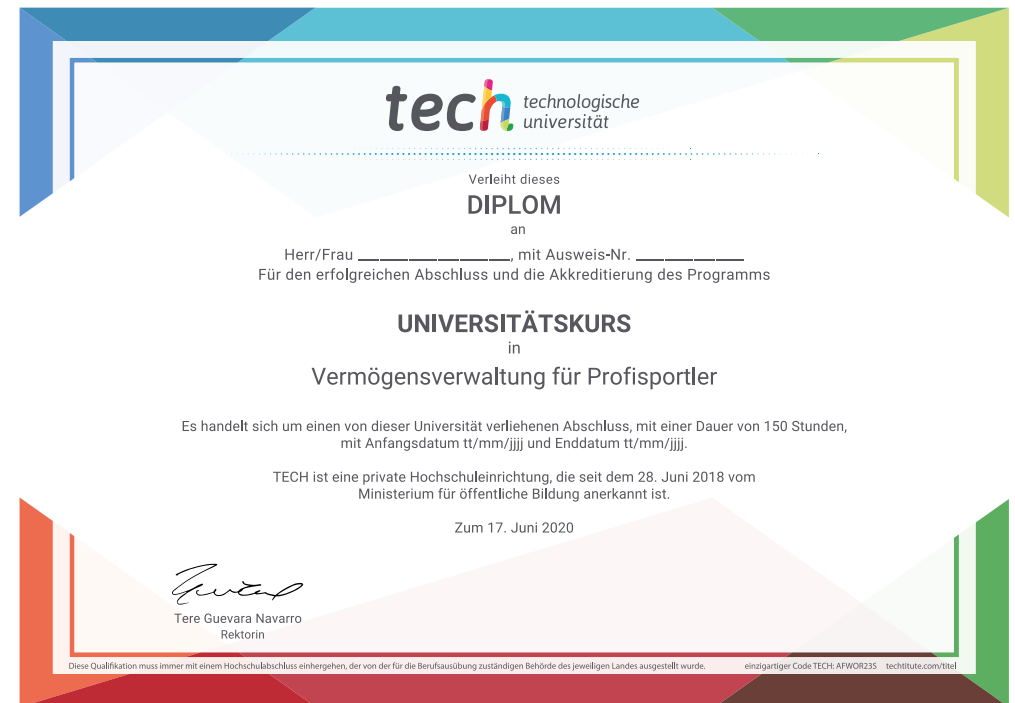 tech technologische
universität
Verleiht dieses
DIPLOM
an
Herr/Frau ____________________, mit Ausweis-Nr. ______________
Für den erfolgreichen Abschluss und die Akkreditierung des Programms
UNIVERSITÄTSKURS
in
Vermögensverwaltung für Profisportler
Es handelt sich um einen von dieser Universität verliehenen Abschluss, mit einer Dauer von 150 Stunden,
mit Anfangsdatum tt/mm/jjjj und Enddatum tt/mm/jjjj.
TECH ist eine private Hochschuleinrichtung, die seit dem 28. Juni 2018 vom
Ministerium für öffentliche Bildung anerkannt ist.
Zum 17. Juni 2020
Tere Guevara Navarro
Rektorin
Diese Qualifikation muss immer mit einem Hochschulabschluss einhergehen, der von der für die Berufsausübung zuständigen Behörde des jeweiligen Landes ausgestellt wurde. einzigartiger Code TECH: AFWOR23S techtitute.com/titel